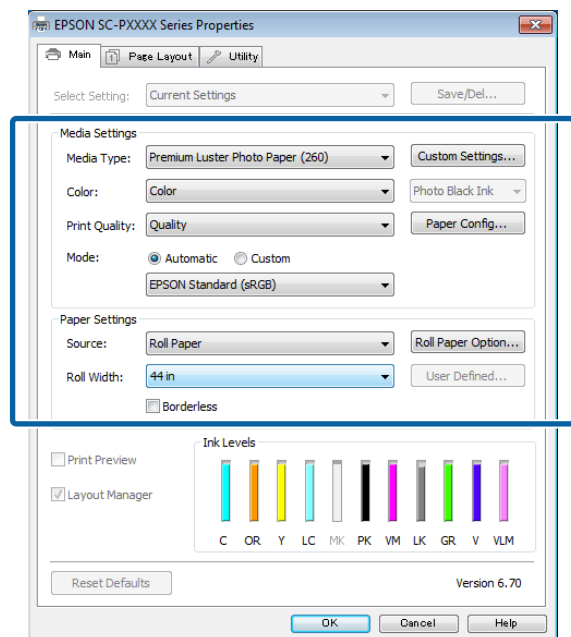 EPSON SC-PXXXX Series Properties
Main Page Layout Utility
Select Setting: Current Settings Save/Del...
Media Settings
Media Type: Premium Luster Photo Paper (260) Custom Settings...
Color: Color Photo Black Ink
Print Quality: Quality Paper Config...
Mode: Automatic Custom
EPSON Standard (sRGB)
Paper Settings
Source: Roll Paper Roll Paper Option...
Roll Width: 44 in User Defined...
Borderless
Ink Levels
Print Preview
Layout Manager
C OR Y LC MK PK VM LK GR V VLM
Reset Defaults Version 6.70
OK Cancel Help